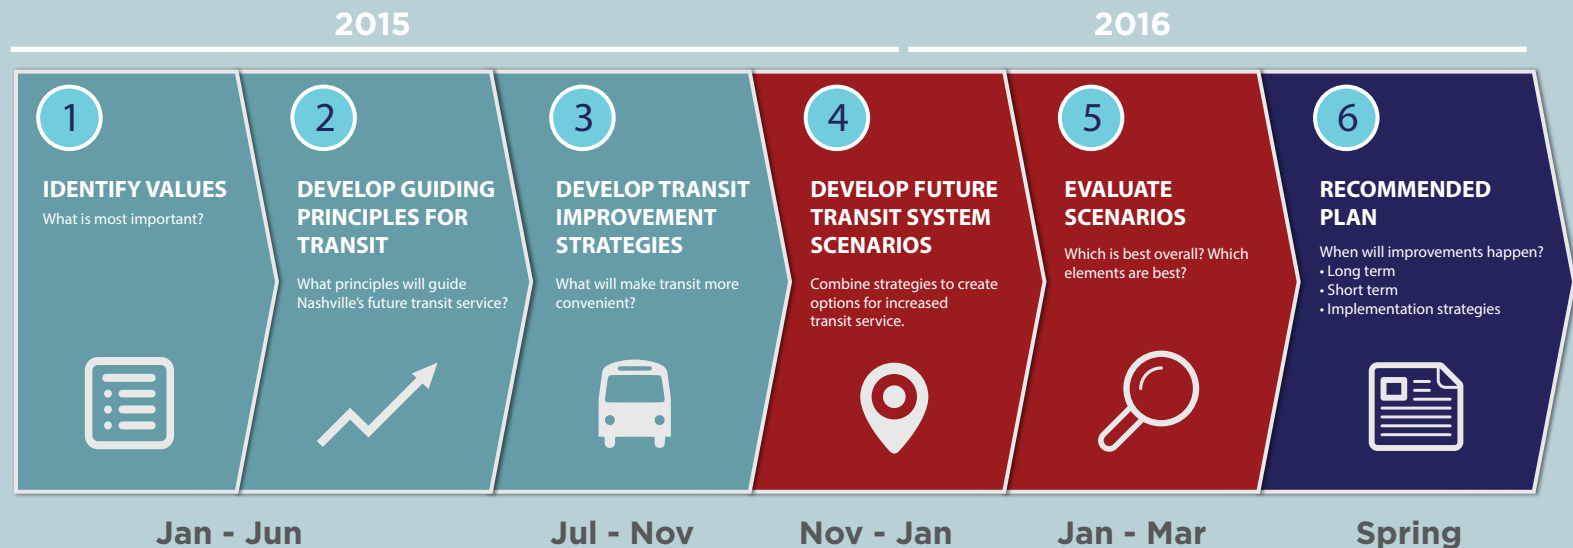 2015
2016
1
IDENTIFY VALUES
What is most important?
2
DEVELOP GUIDING
PRINCIPLES FOR
TRANSIT
What principles will guide
Nashville's future transit service?
3
DEVELOP TRANSIT
IMPROVEMENT
STRATEGIES
What will make transit more
convenient?
4
DEVELOP FUTURE
TRANSIT SYSTEM
SCENARIOS
Combine strategies to create
options for increased
transit service.
5
EVALUATE
SCENARIOS
Which is best overall? Which
elements are best?
6
RECOMMENDED
PLAN
When will improvements happen?
• Long term
• Short term
• Implementation strategies
Jan - Jun
Jul - Nov
Nov - Jan
Jan - Mar
Spring